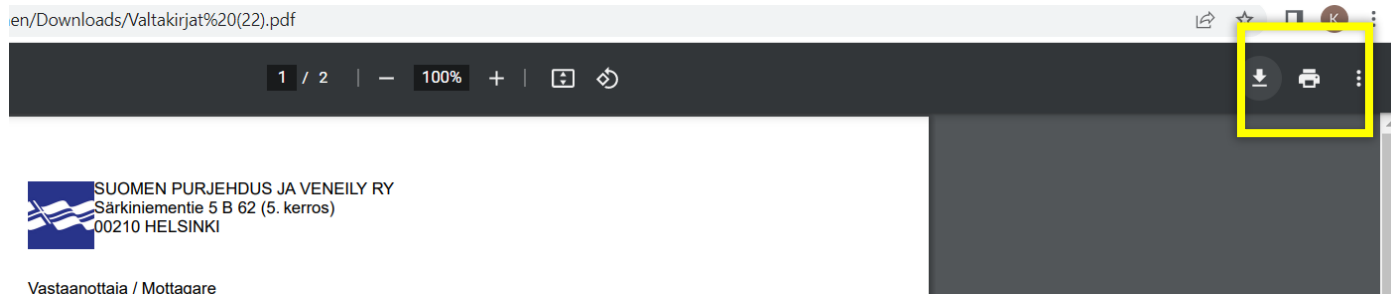 en/Downloads/Valtakirjat%20(22).pdf
K
1 / 2 | — 100% + |
SUOMEN PURJEHDUS JA VENEILY RY
Särkiniementie 5 B 62 (5. kerros)
00210 HELSINKI
Vastaanottaja / Mottagare